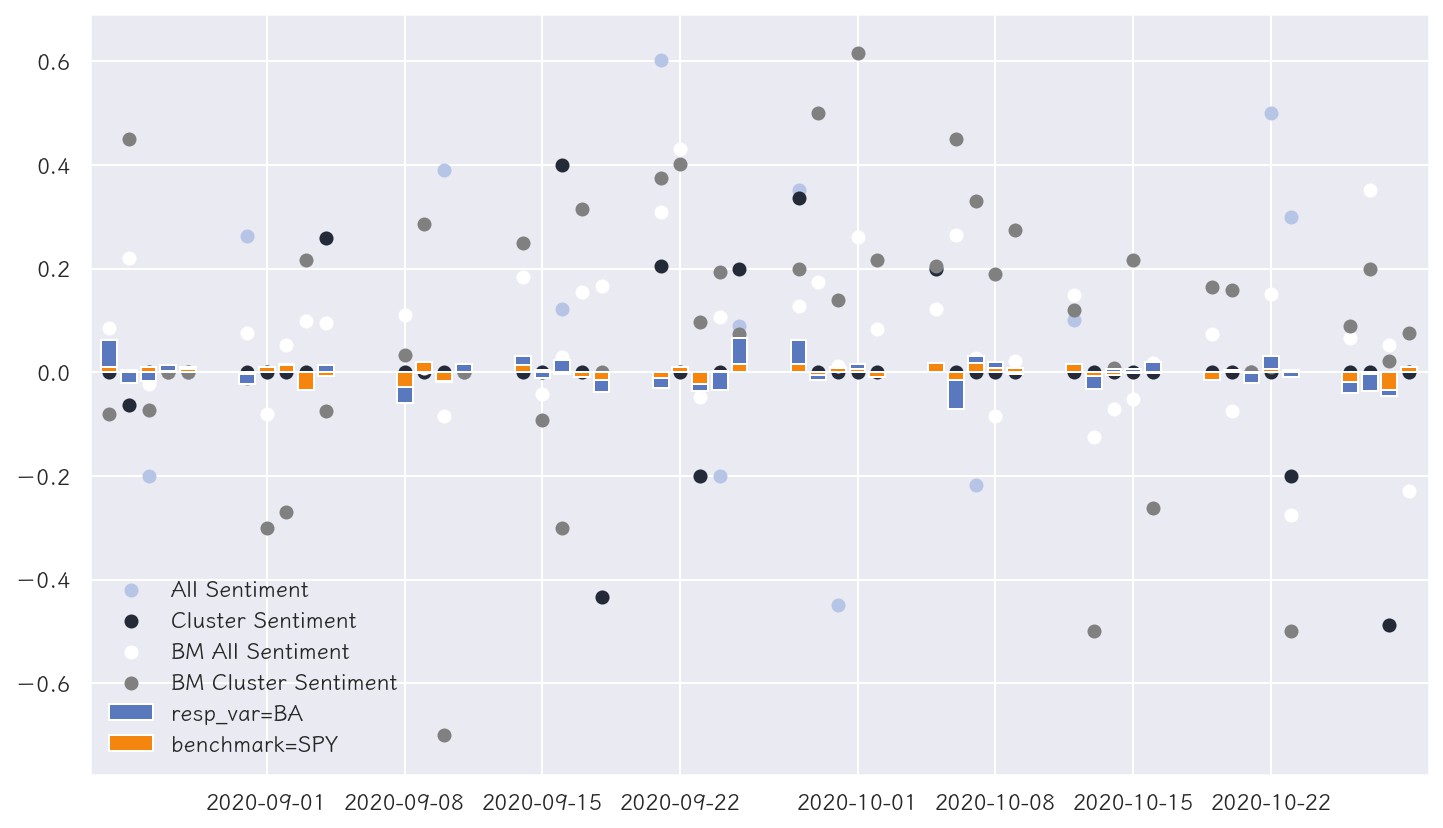 0.6
0.4
0.2
0.0
−0.2
−0.4
−0.6
All Sentiment
Cluster Sentiment
BM All Sentiment
BM Cluster Sentiment
resp_var=BA
benchmark=SPY
2020-09-01 2020-09-08 2020-09-15 2020-09-22 2020-10-01 2020-10-08 2020-10-15 2020-10-22